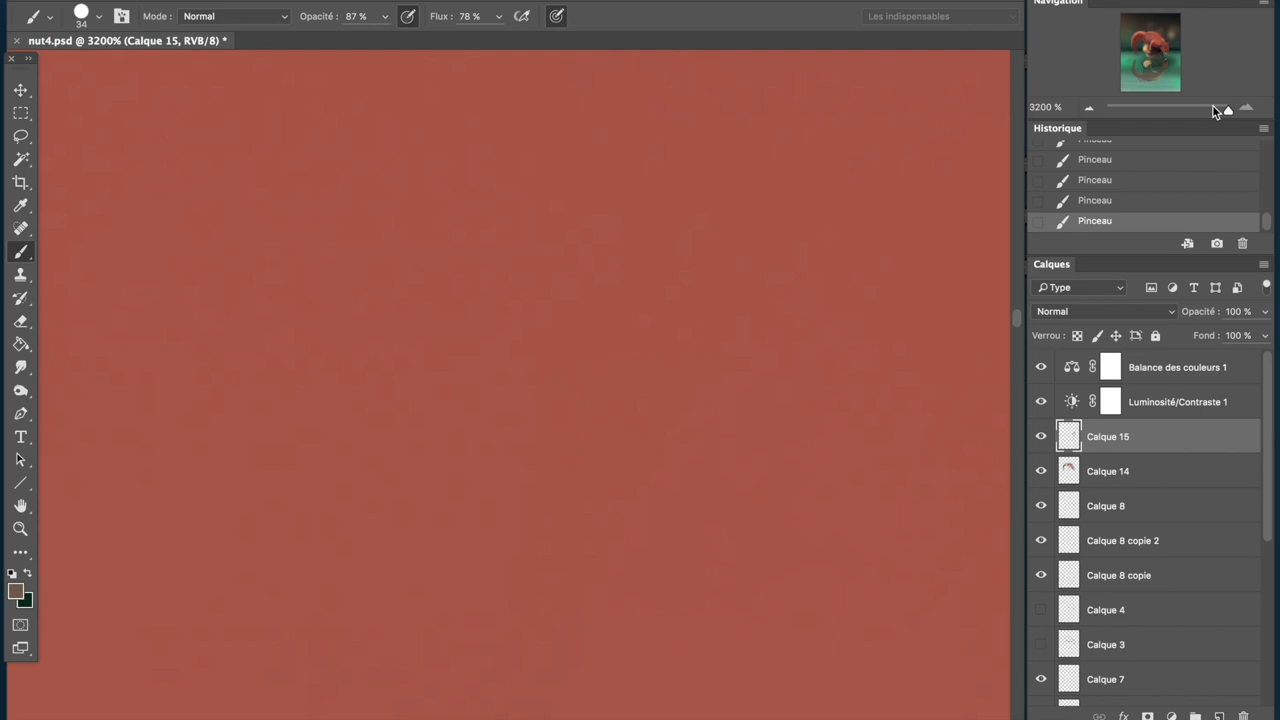 34
Mode : Normal
Opacité : 87 %
Flux : 78 %
Les indispensables
nut4.psd @ 3200% (Calque 15, RVB/8) *
Navigation
3200 %
Historique
Pinceau
Pinceau
Pinceau
Pinceau
Pinceau
Calques
Type
Normal
Opacité : 100 %
Verrou :
Fond : 100 %
Balance des couleurs 1
Luminosité/Contraste 1
Calque 15
Calque 14
Calque 8
Calque 8 copie 2
Calque 8 copie
Calque 4
Calque 3
Calque 7
fx